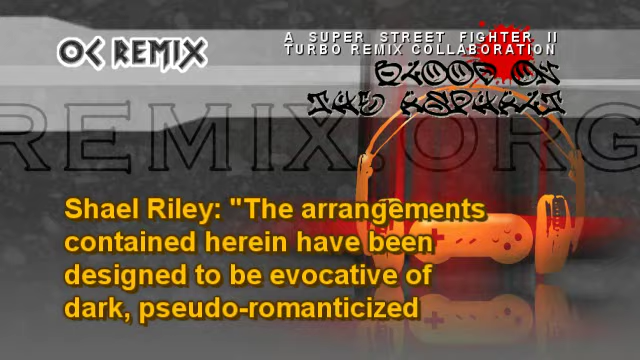 OC REMIX
A SUPER STREET FIGHTER II
TURBO REMIX COLLABORATION
BLOOD ON
THE ASPHALT
REMIX.ORG
Shael Riley: "The arrangements
contained herein have been
designed to be evocative of
dark, pseudo-romanticized